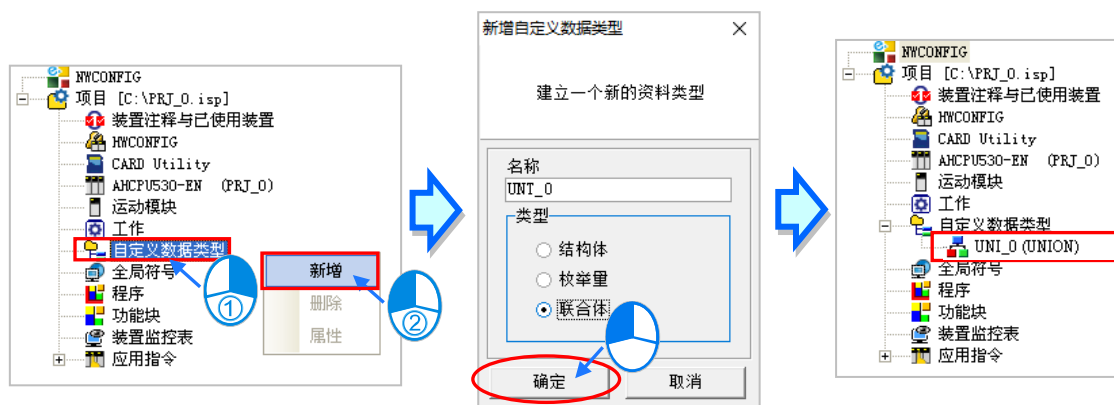 NWCONFIG
项目 [C:\PRJ_0.isp]
装置注释与已使用装置
HWCONFIG
CARD Utility
AHCPU530-EN (PRJ_0)
运动模块
工作
自定义数据类型
全局符号
程序
功能块
装置监控表
应用指令
①
新增
删除
属性
②
新增自定义数据类型
建立一个新的资料类型
名称
UNT_0
类型
结构体
枚举量
联合体
确定
取消
NWCONFIG
项目 [C:\PRJ_0.isp]
装置注释与已使用装置
HWCONFIG
CARD Utility
AHCPU530-EN (PRJ_0)
运动模块
工作
自定义数据类型
UNI_0 (UNION)
全局符号
程序
功能块
装置监控表
应用指令